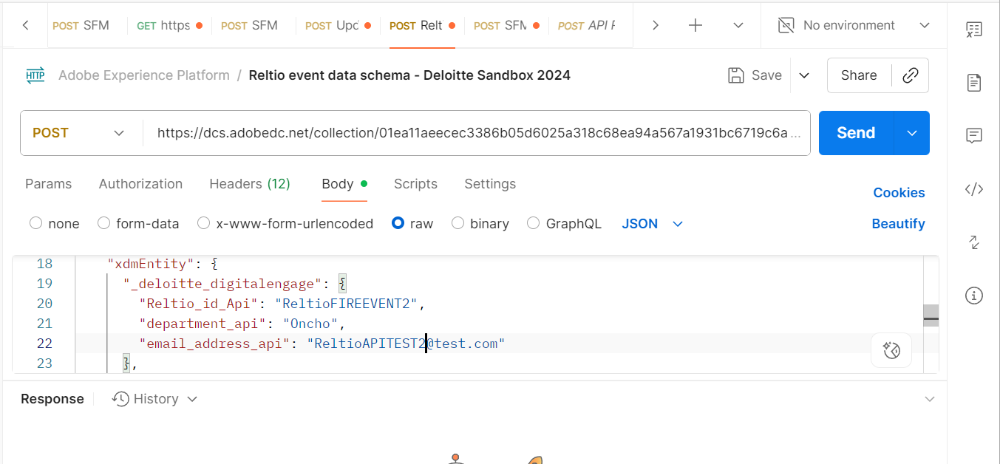 POST SFM GET https POST SFM POST Upc POST Relt POST SFM POST API F No environment
HTTP Adobe Experience Platform / Reltio event data schema - Deloitte Sandbox 2024 Save Share
POST https://dcs.adobedc.net/collection/01ea11aeecec3386b05d6025a318c68ea94a567a1931bc6719c6a ... Send
Params Authorization Headers (12) Body Scripts Settings Cookies
none form-data x-www-form-urlencoded raw binary GraphQL JSON Beautify
18 "xdmEntity": {
19 "_deloitte_digitalengage": {
20 "Reltio_id_Api": "ReltioFIREEVENT2",
21 "department_api": "Oncho",
22 "email_address_api": "ReltioAPITEST2@test.com"
23 },
Response History